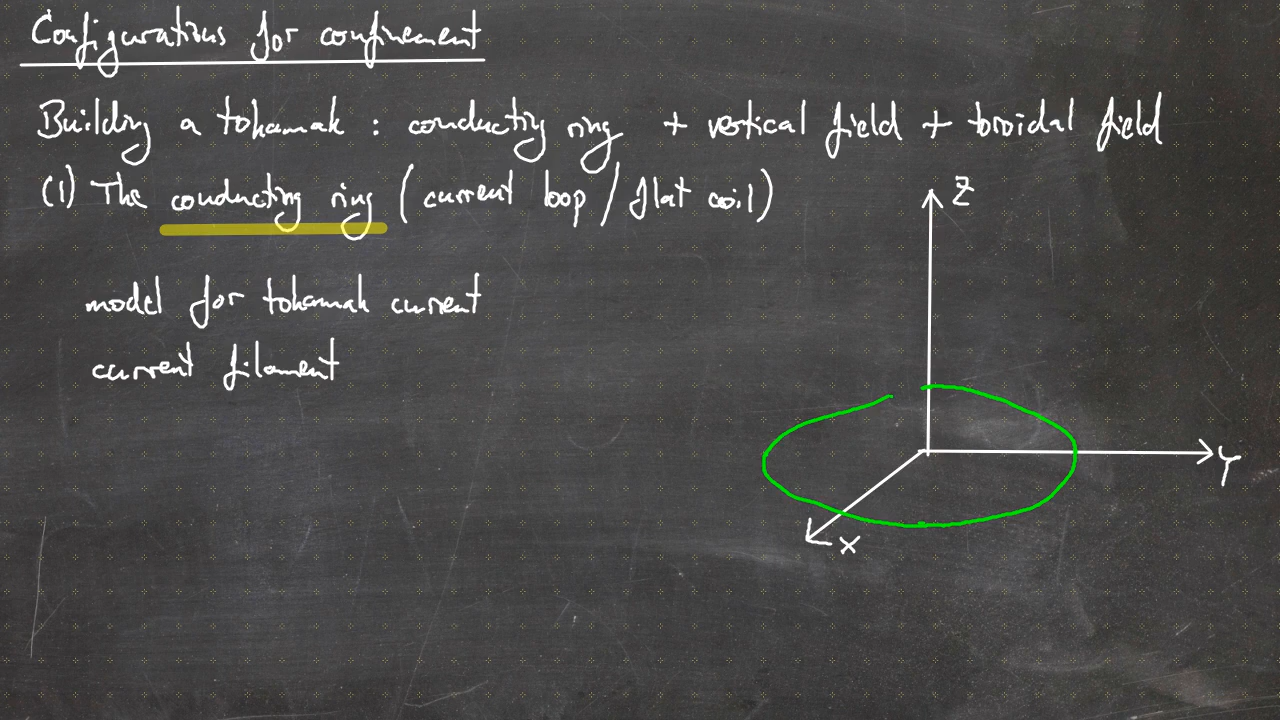 Configurations for confinement
Building a tokamak : conducting ring + vertical field + toroidal field
(1) The conducting ring (current loop / flat coil)
Z
model for tokamak current
current filament
Y
X